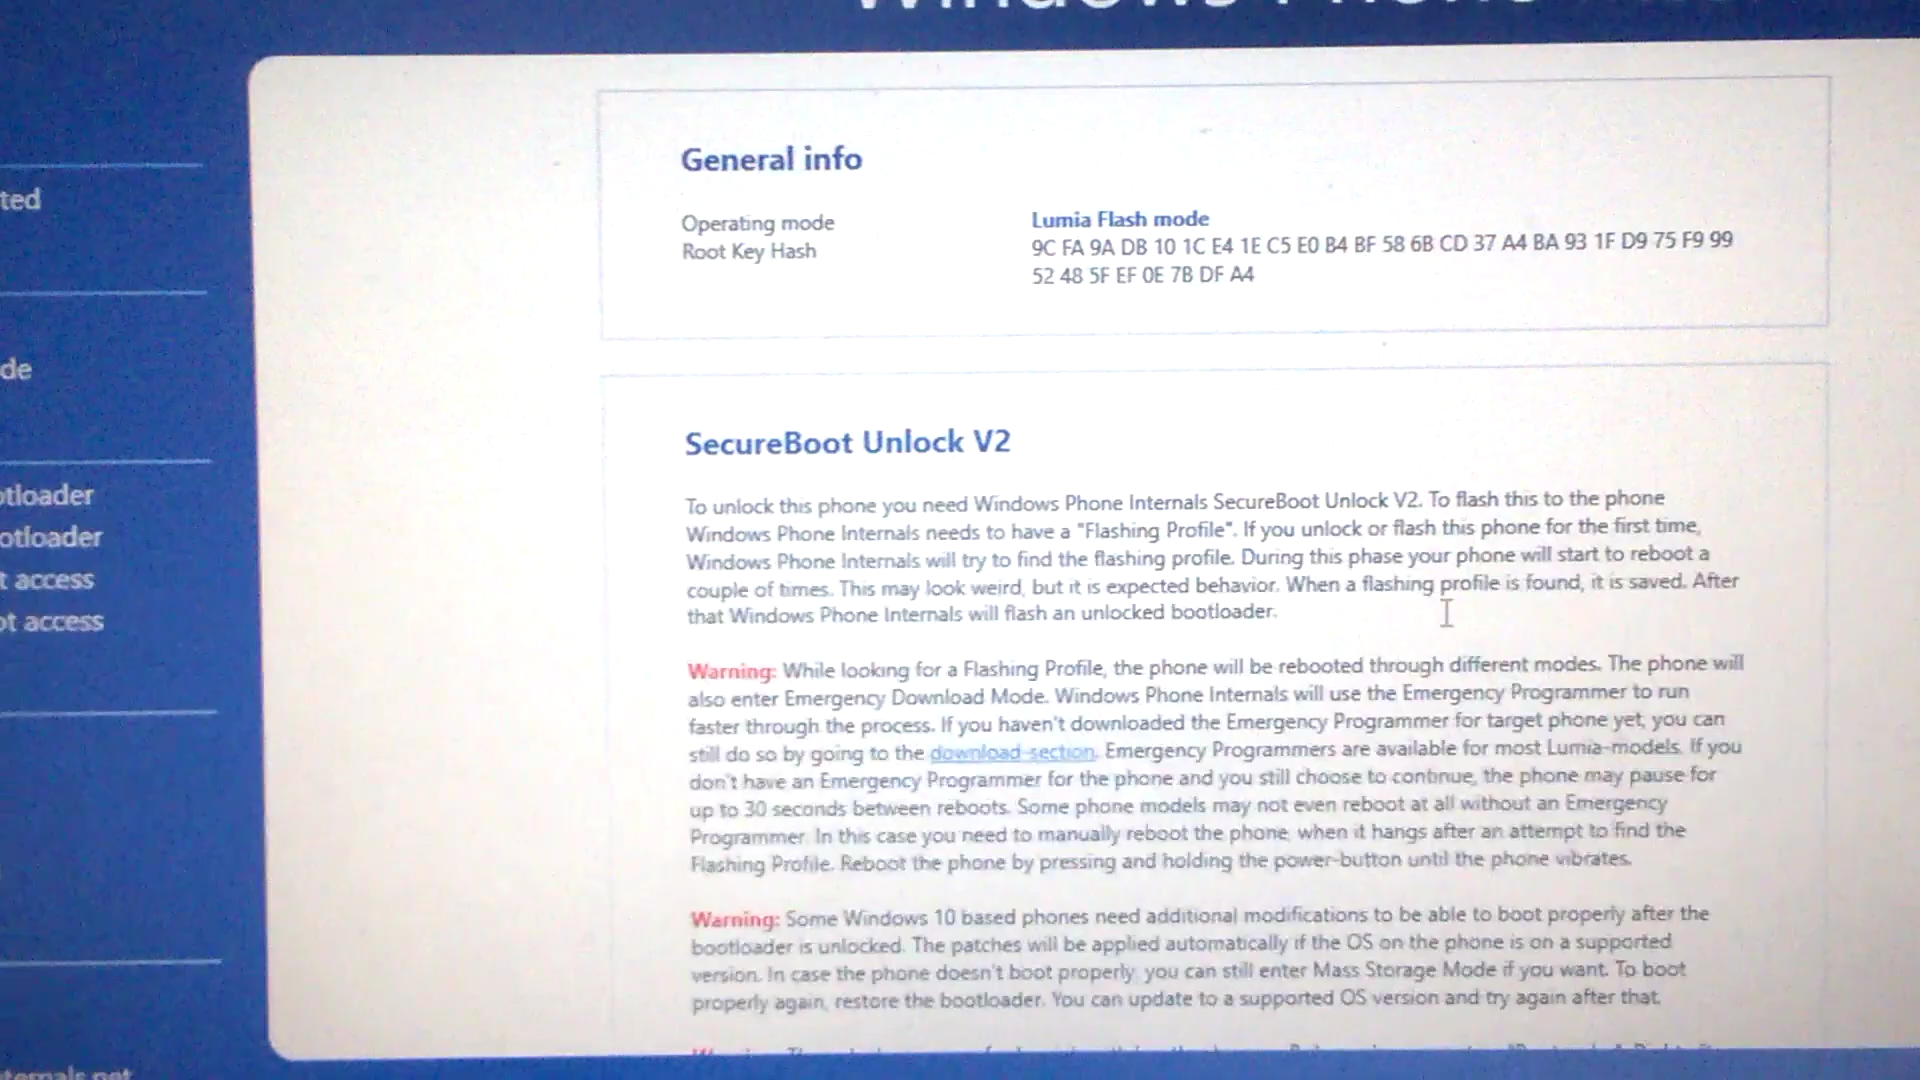 Windows Phone
ted
de
otloader
otloader
t access
ot access
ternals.net
General info
Operating mode Lumia Flash mode
Root Key Hash 9C FA 9A DB 10 1C E4 1E C5 E0 B4 BF 58 6B CD 37 A4 BA 93 1F D9 75 F9 99
52 48 5F EF 0E 7B DF A4
SecureBoot Unlock V2
To unlock this phone you need Windows Phone Internals SecureBoot Unlock V2. To flash this to the phone
Windows Phone Internals needs to have a "Flashing Profile". If you unlock or flash this phone for the first time,
Windows Phone Internals will try to find the flashing profile. During this phase your phone will start to reboot a
couple of times. This may look weird, but it is expected behavior. When a flashing profile is found, it is saved. After
that Windows Phone Internals will flash an unlocked bootloader.
Warning: While looking for a Flashing Profile, the phone will be rebooted through different modes. The phone will
also enter Emergency Download Mode. Windows Phone Internals will use the Emergency Programmer to run
faster through the process. If you haven't downloaded the Emergency Programmer for target phone yet, you can
still do so by going to the download-section. Emergency Programmers are available for most Lumia-models. If you
don't have an Emergency Programmer for the phone and you still choose to continue, the phone may pause for
up to 30 seconds between reboots. Some phone models may not even reboot at all without an Emergency
Programmer. In this case you need to manually reboot the phone, when it hangs after an attempt to find the
Flashing Profile. Reboot the phone by pressing and holding the power-button until the phone vibrates.
Warning: Some Windows 10 based phones need additional modifications to be able to boot properly after the
bootloader is unlocked. The patches will be applied automatically if the OS on the phone is on a supported
version. In case the phone doesn't boot properly, you can still enter Mass Storage Mode if you want. To boot
properly again, restore the bootloader. You can update to a supported OS version and try again after that.